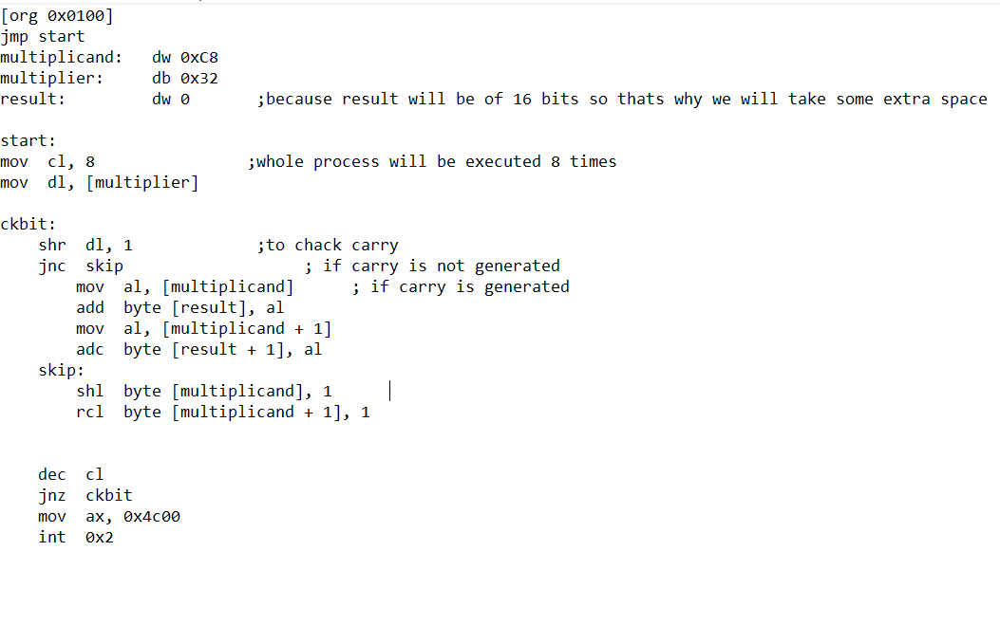 [org 0x0100]
jmp start
multiplicand:   dw 0xC8
multiplier:     db 0x32
result:         dw 0       ;because result will be of 16 bits so thats why we will take some extra space
start:
mov  cl, 8                ;whole process will be executed 8 times
mov  dl, [multiplier]
ckbit:
    shr  dl, 1             ;to chack carry
    jnc  skip                   ; if carry is not generated
        mov  al, [multiplicand]      ; if carry is generated
        add  byte [result], al
        mov  al, [multiplicand + 1]
        adc  byte [result + 1], al
    skip:
        shl  byte [multiplicand], 1
        rcl  byte [multiplicand + 1], 1
    dec  cl
    jnz  ckbit
    mov  ax, 0x4c00
    int  0x2